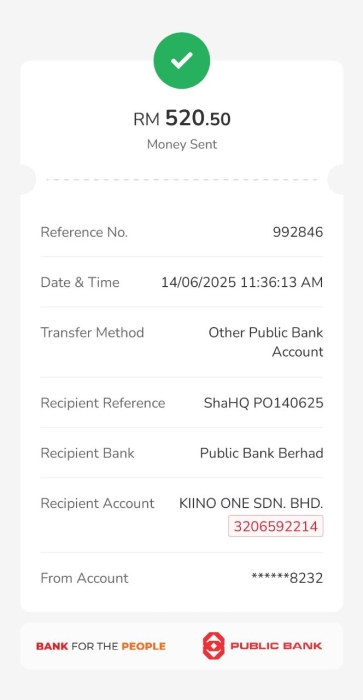 RM 520.50
Money Sent
Reference No. 992846
Date & Time 14/06/2025 11:36:13 AM
Transfer Method Other Public Bank
Account
Recipient Reference ShaHQ PO140625
Recipient Bank Public Bank Berhad
Recipient Account KIINO ONE SDN. BHD.
3206592214
From Account ******8232
BANK FOR THE PEOPLE PUBLIC BANK